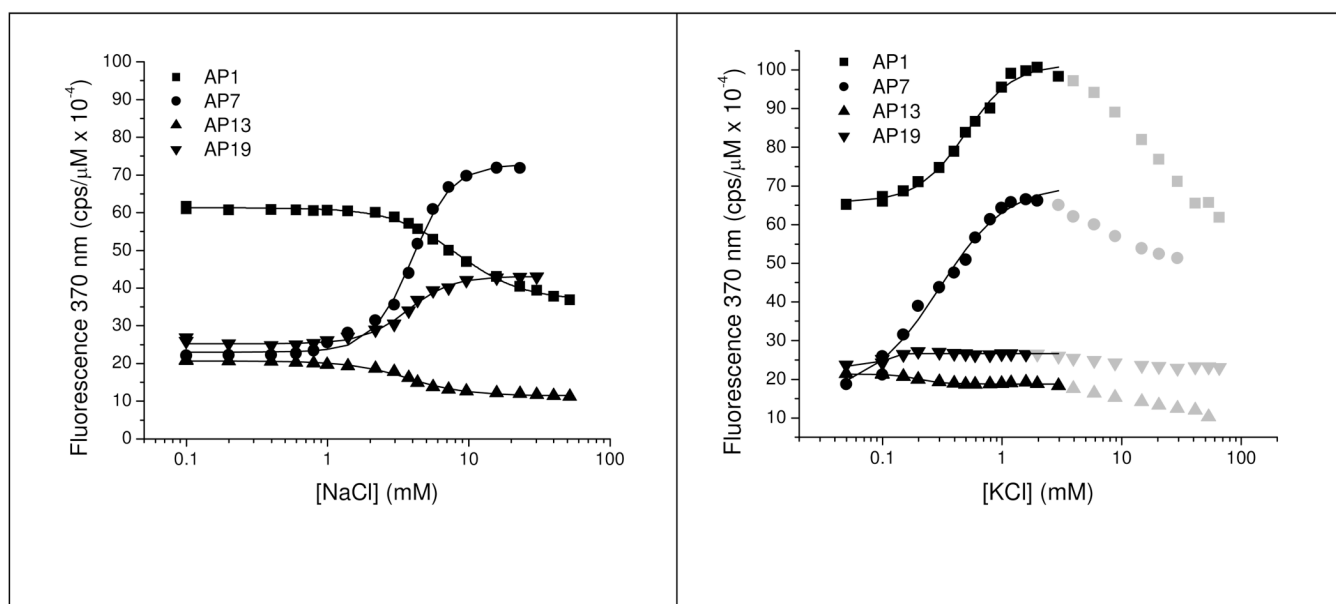 Fluorescence 370 nm (cps/μM x 10⁻⁴)
100
90
80
70
60
50
40
30
20
10
0
AP1
AP7
AP13
AP19
0.1 1 10 100
[NaCl] (mM)
Fluorescence 370 nm (cps/μM x 10⁻⁴)
100
90
80
70
60
50
40
30
20
10
AP1
AP7
AP13
AP19
0.1 1 10 100
[KCl] (mM)